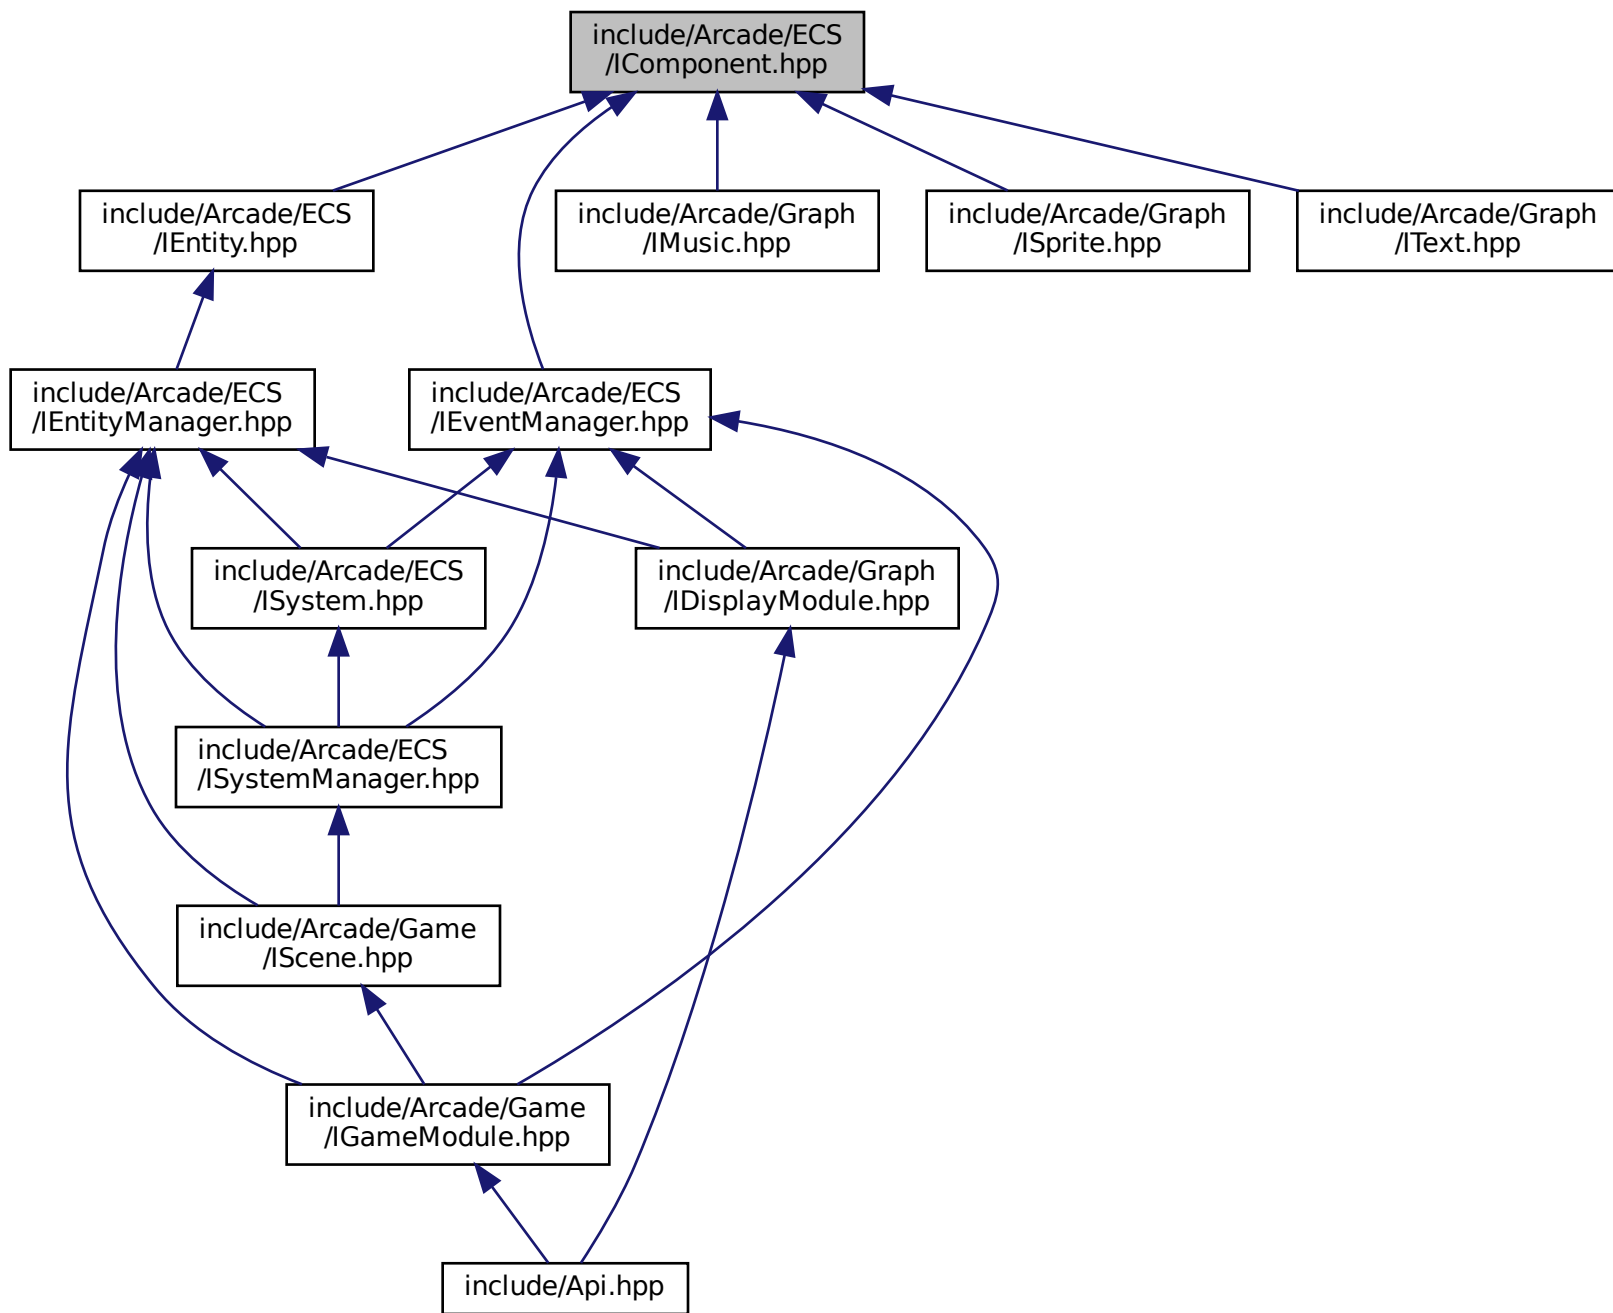 include/Arcade/ECS
/IComponent.hpp
include/Arcade/ECS
/IEntity.hpp
include/Arcade/Graph
/IMusic.hpp
include/Arcade/Graph
/ISprite.hpp
include/Arcade/Graph
/IText.hpp
include/Arcade/ECS
/IEntityManager.hpp
include/Arcade/ECS
/IEventManager.hpp
include/Arcade/ECS
/ISystem.hpp
include/Arcade/Graph
/IDisplayModule.hpp
include/Arcade/ECS
/ISystemManager.hpp
include/Arcade/Game
/IScene.hpp
include/Arcade/Game
/IGameModule.hpp
include/Api.hpp